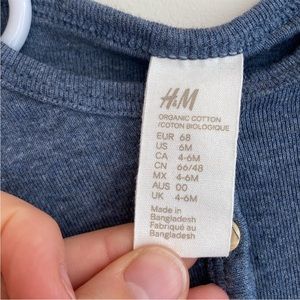 H&M
ORGANIC COTTON
/COTON BIOLOGIQUE
EUR 68
US 6M
CA 4-6M
CN 66/48
MX 4-6M
AUS 00
UK 4-6M
Made in
Bangladesh
Fabriqué au
Bangladesh